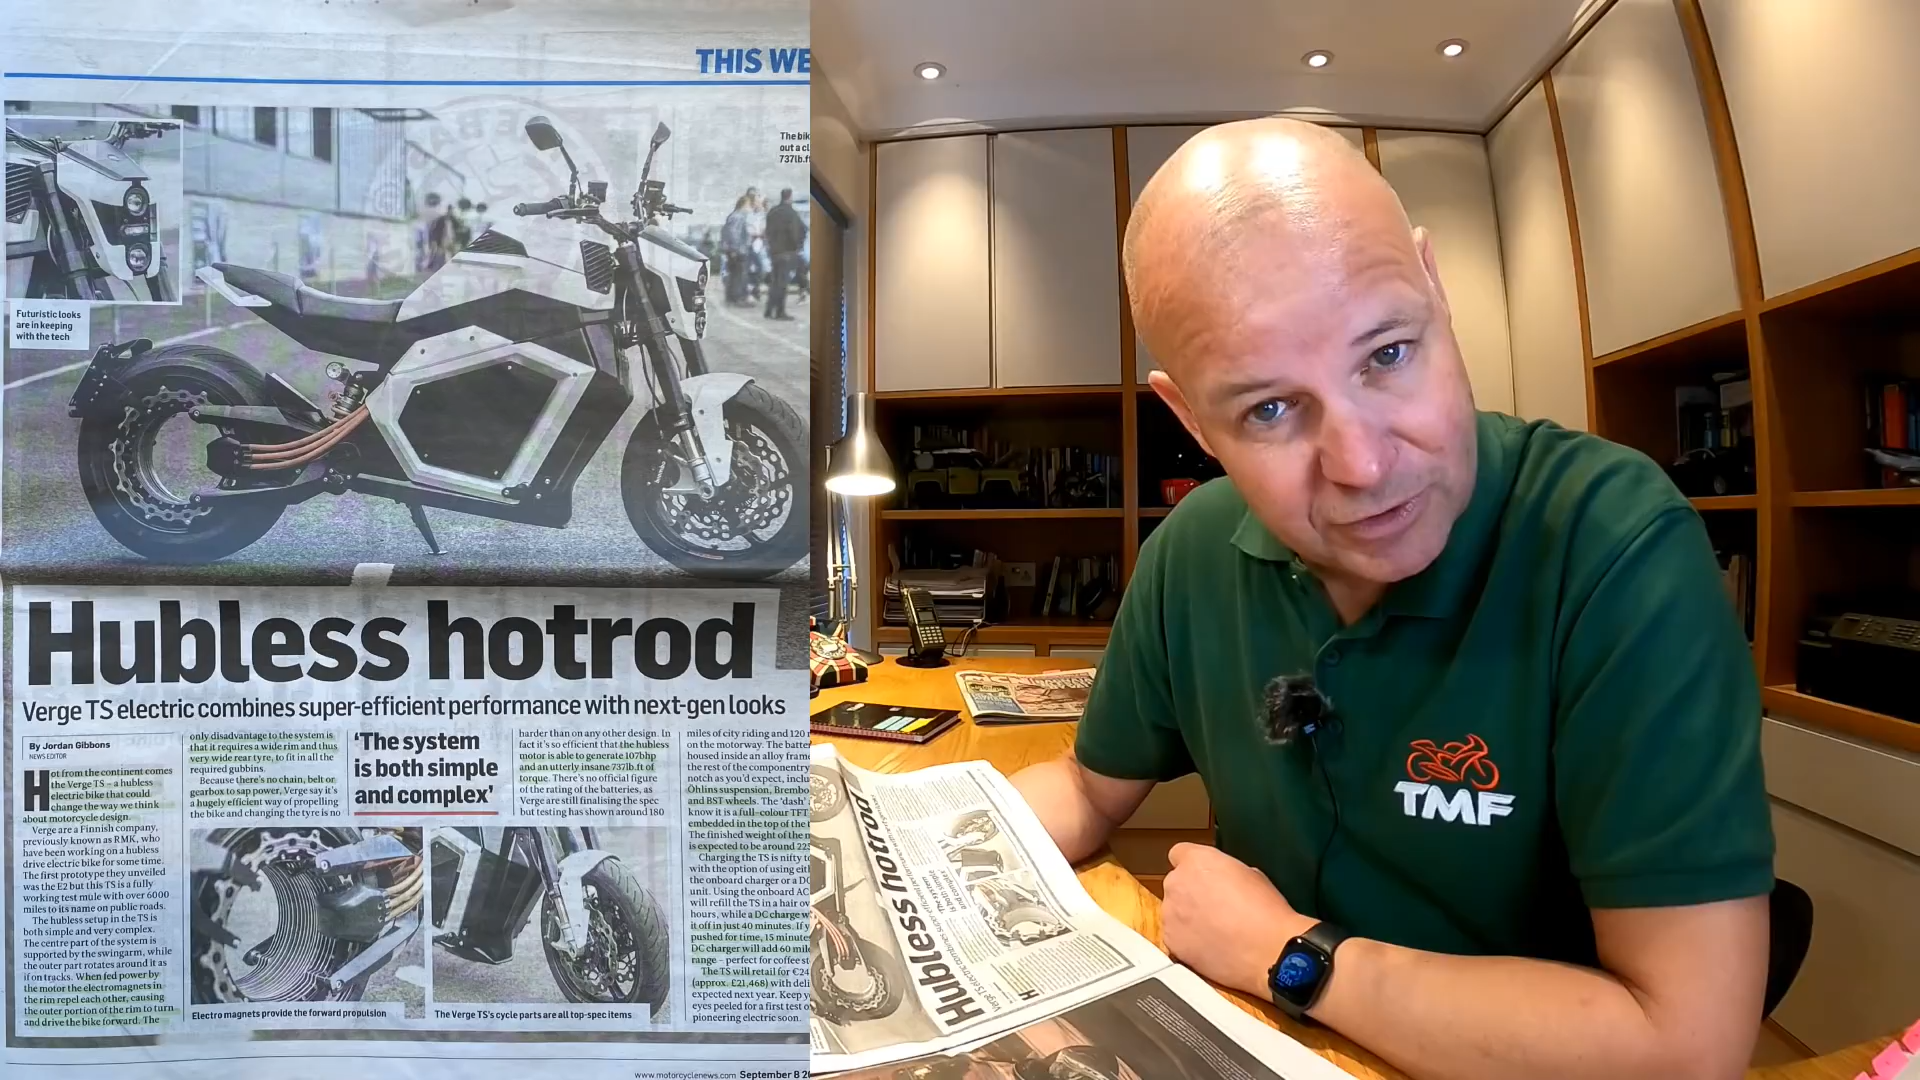 THIS WE
The bik
out a cl
737lb.ft
Futuristic looks
are in keeping
with the tech
Hubless hotrod
Verge TS electric combines super-efficient performance with next-gen looks
By Jordan Gibbons
NEWS EDITOR
Hot from the continent comes
the Verge TS – a hubless
electric bike that could
change the way we think
about motorcycle design.
Verge are a Finnish company,
previously known as RMK, who
have been working on a hubless
drive electric bike for some time.
The first prototype they unveiled
was the E2 but this TS is a fully
working test mule with over 6000
miles to its name on public roads.
The hubless setup in the TS is
both simple and very complex.
The centre part of the system is
supported by the swingarm, while
the outer part rotates around it as
if on tracks. When fed power by
the motor the electromagnets in
the rim repel each other, causing
the outer portion of the rim to turn
and drive the bike forward. The
only disadvantage to the system is
that it requires a wide rim and thus
very wide rear tyre, to fit in all the
required gubbins.
Because there's no chain, belt or
gearbox to sap power, Verge say it's
a hugely efficient way of propelling
the bike and changing the tyre is no
'The system
is both simple
and complex'
harder than on any other design. In
fact it's so efficient that the hubless
motor is able to generate 107bhp
and an utterly insane 737lb.ft of
torque. There's no official figure
of the rating of the batteries, as
Verge are still finalising the spec
but testing has shown around 180
miles of city riding and 120 m
on the motorway. The batter
housed inside an alloy frame
the rest of the componentry
notch as you'd expect, inclu
Öhlins suspension, Brembo
and BST wheels. The 'dash'
know it is a full-colour TFT
embedded in the top of the t
The finished weight of the m
is expected to be around 225
Charging the TS is nifty t
with the option of using eit
the onboard charger or a DC
unit. Using the onboard AC
will refill the TS in a hair ov
hours, while a DC charge w
it off in just 40 minutes. If y
pushed for time, 15 minute
DC charger will add 60 mile
range – perfect for coffee st
The TS will retail for €24
(approx. £21,468) with deli
expected next year. Keep y
eyes peeled for a first test o
pioneering electric soon.
Electro magnets provide the forward propulsion
The Verge TS's cycle parts are all top-spec items
www.motorcyclenews.com September 8 20
TMF
Hubless hotrod
Verge TS electric combines super-efficient performance with
'The system
is both simple
and complex'